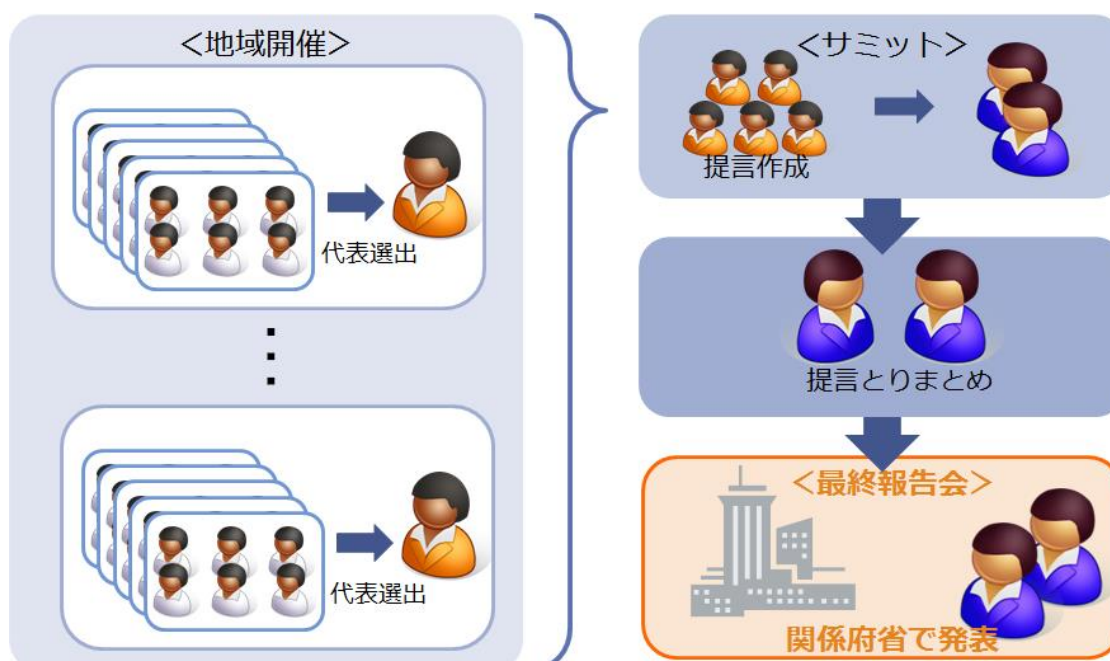 ＜地域開催＞
代表選出
代表選出
＜サミット＞
提言作成
提言とりまとめ
＜最終報告会＞
関係府省で発表